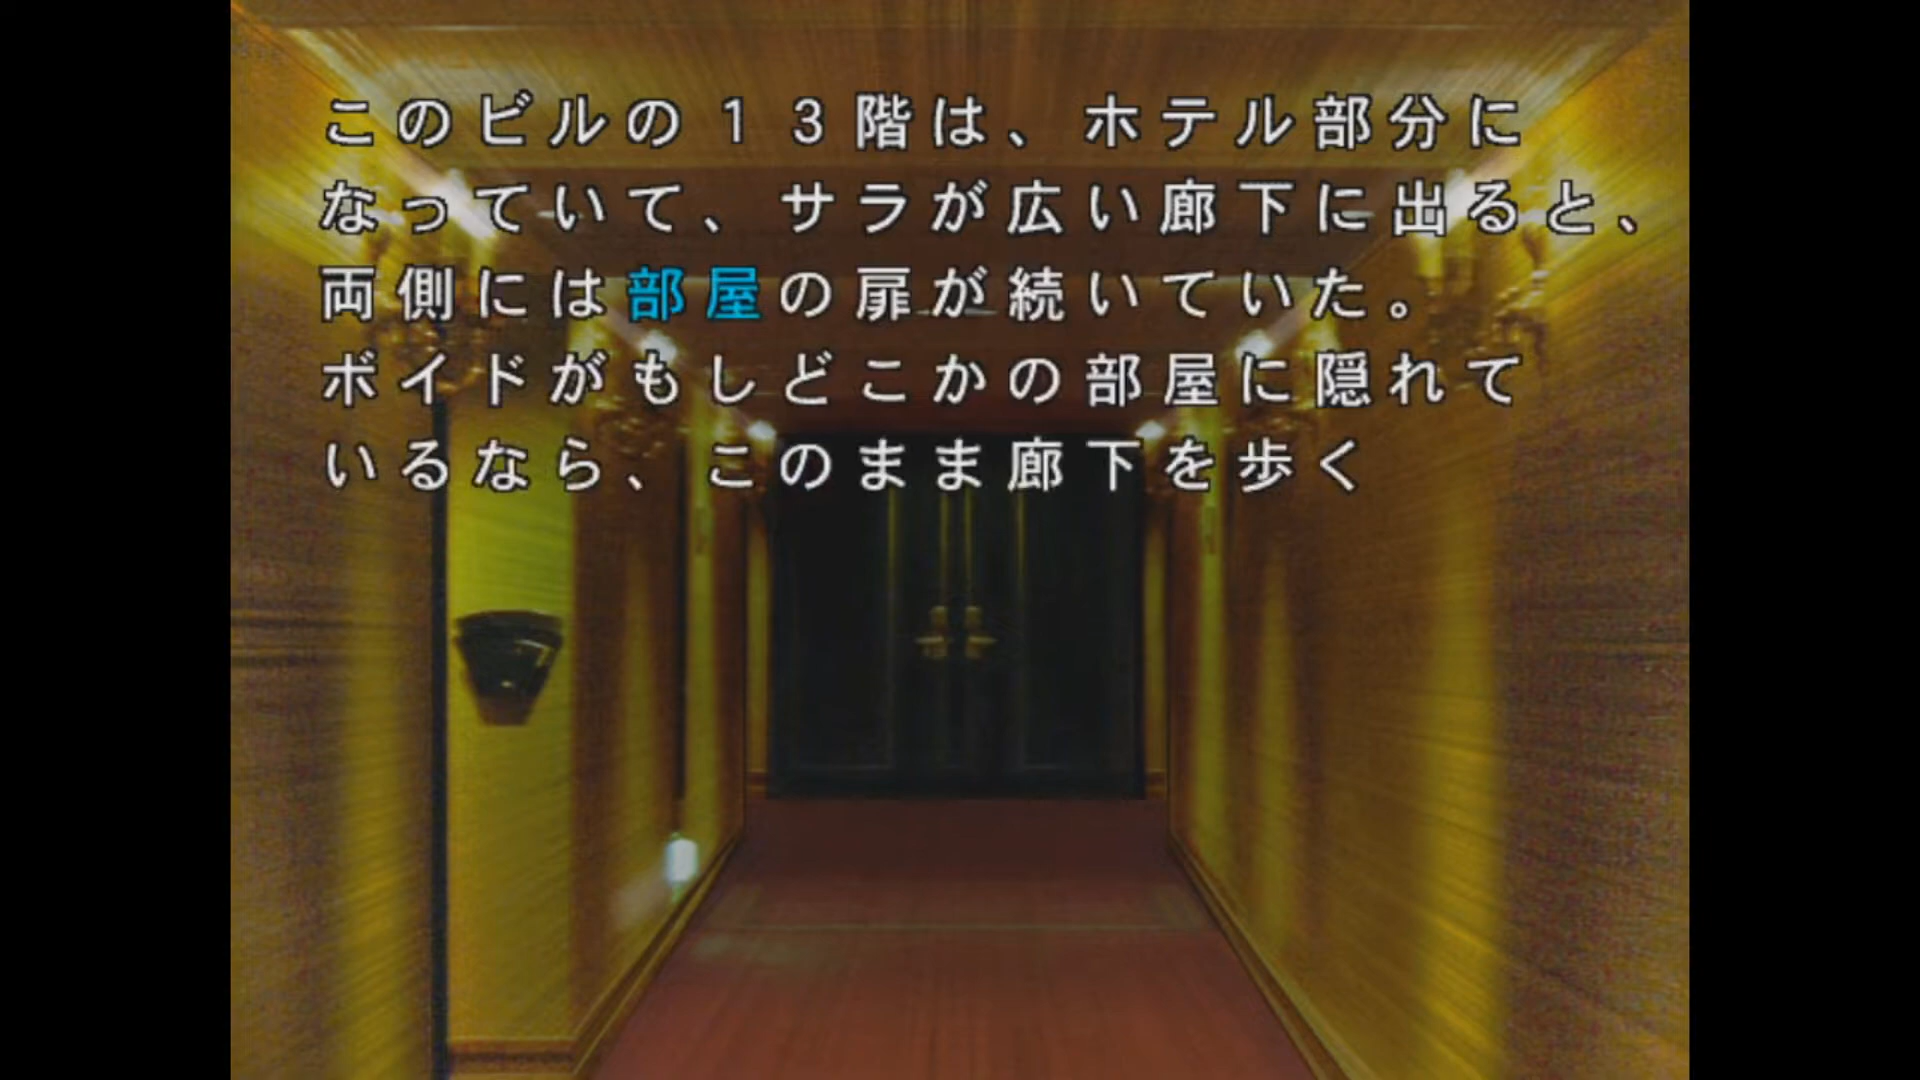 このビルの１３階は、ホテル部分に
なっていて、サラが広い廊下に出ると、
両側には部屋の扉が続いていた。
ボイドがもしどこかの部屋に隠れて
いるなら、このまま廊下を歩く